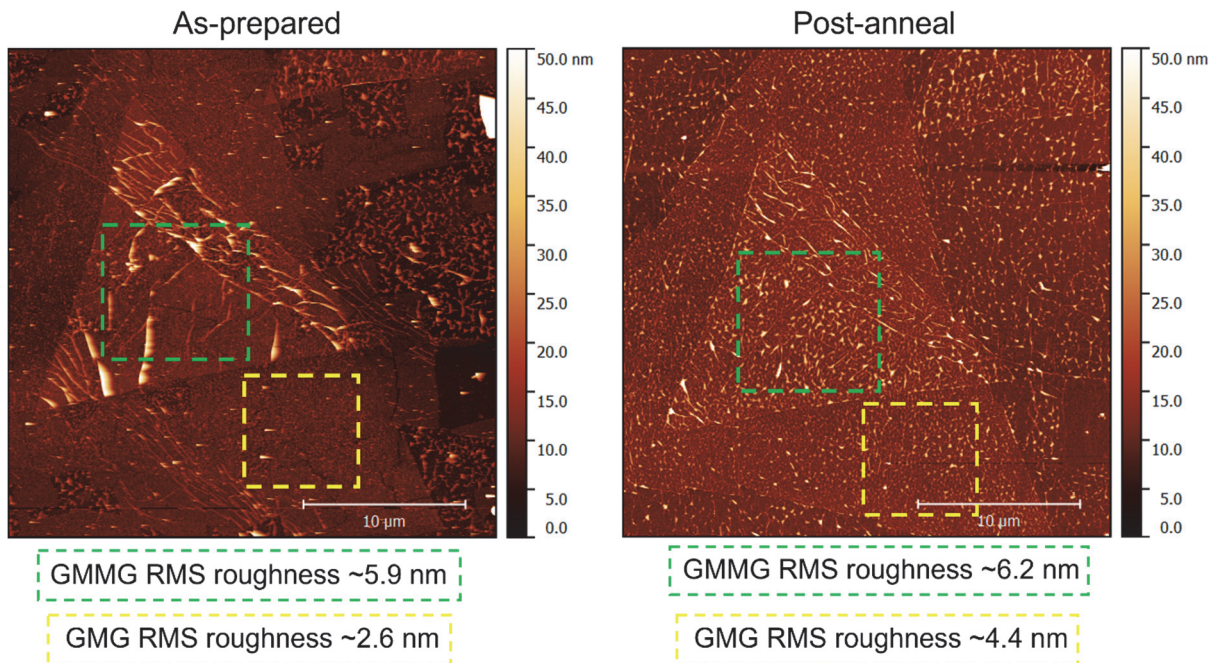 As-prepared
Post-anneal
50.0 nm
45.0
40.0
35.0
30.0
25.0
20.0
15.0
10.0
5.0
0.0
10 µm
50.0 nm
45.0
40.0
35.0
30.0
25.0
20.0
15.0
10.0
5.0
0.0
10 µm
GMMG RMS roughness ~5.9 nm
GMMG RMS roughness ~6.2 nm
GMG RMS roughness ~2.6 nm
GMG RMS roughness ~4.4 nm